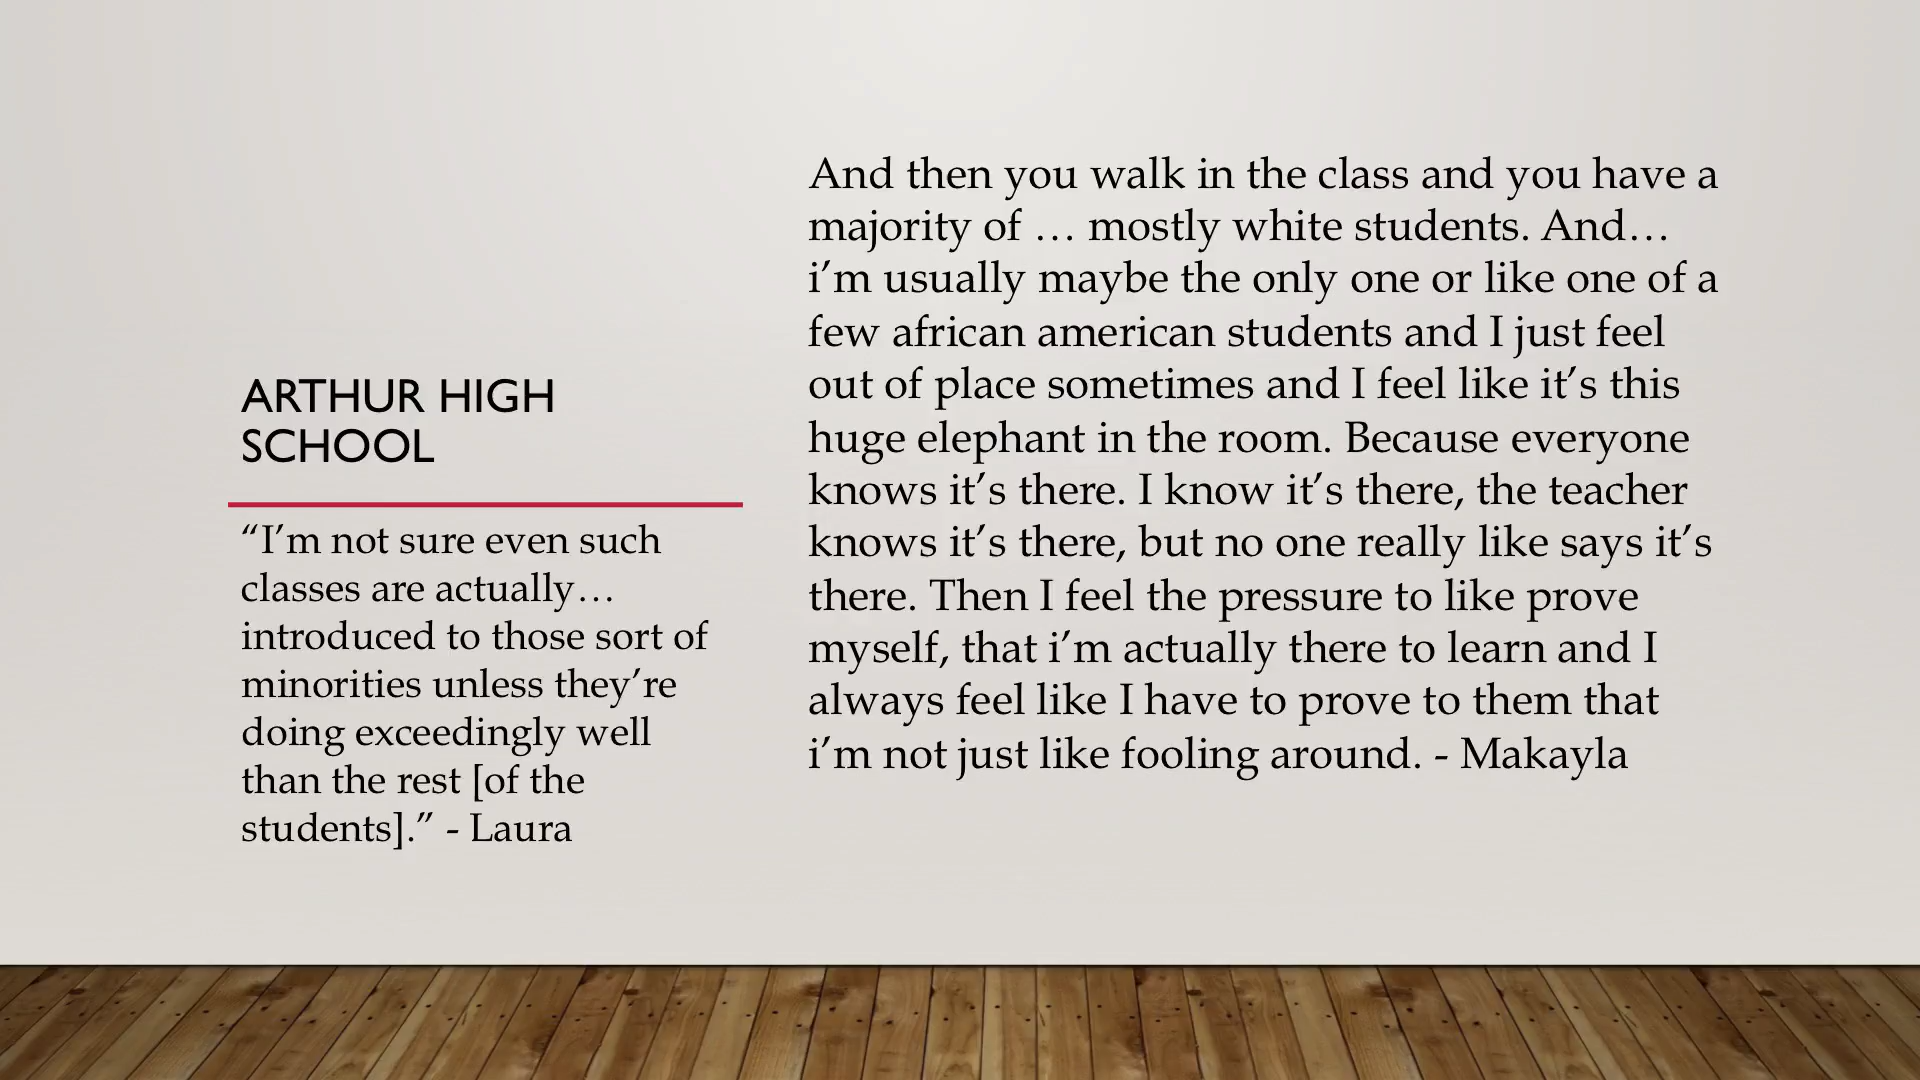 ARTHUR HIGH
SCHOOL
“I’m not sure even such
classes are actually…
introduced to those sort of
minorities unless they’re
doing exceedingly well
than the rest [of the
students].” - Laura
And then you walk in the class and you have a
majority of … mostly white students. And…
i’m usually maybe the only one or like one of a
few african american students and I just feel
out of place sometimes and I feel like it’s this
huge elephant in the room. Because everyone
knows it’s there. I know it’s there, the teacher
knows it’s there, but no one really like says it’s
there. Then I feel the pressure to like prove
myself, that i’m actually there to learn and I
always feel like I have to prove to them that
i’m not just like fooling around. - Makayla